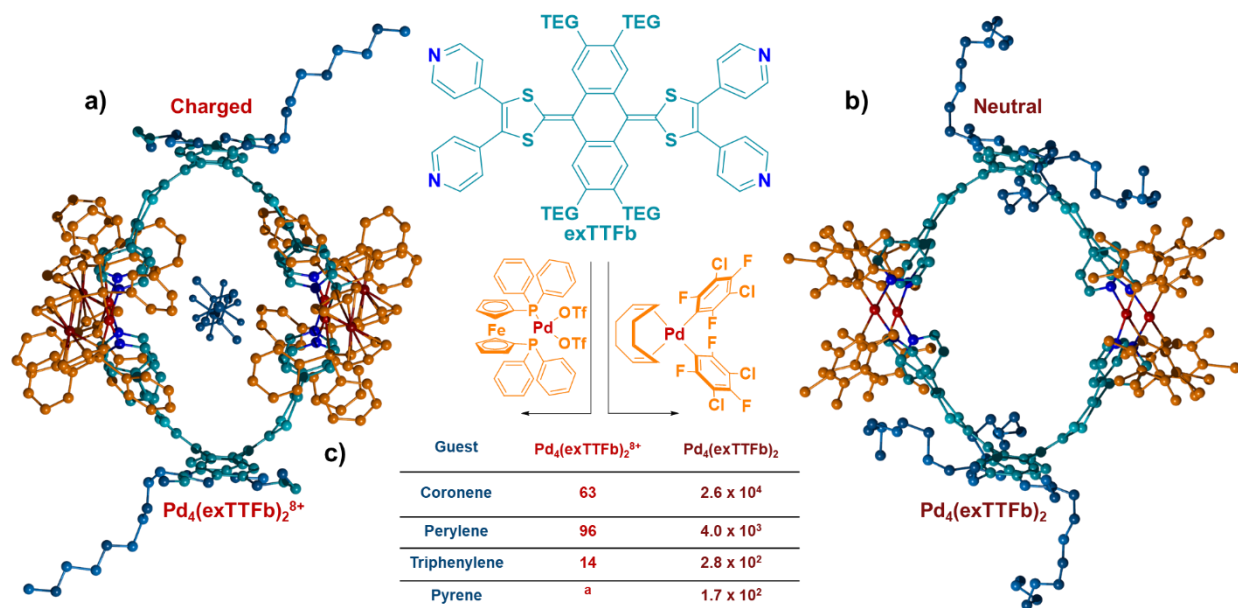 TEG TEG
N N
a) Charged S S b) Neutral
S S
N N
TEG TEG
exTTFb
P OTf
Fe Pd
P OTf
F Cl
F
Cl
Pd F
F
Cl
F Cl
F
c)
Pd₄(exTTFb)₂⁸⁺ Pd₄(exTTFb)₂
Guest Pd₄(exTTFb)₂⁸⁺ Pd₄(exTTFb)₂
Coronene 63 2.6 x 10⁴
Perylene 96 4.0 x 10³
Triphenylene 14 2.8 x 10²
Pyrene a 1.7 x 10²